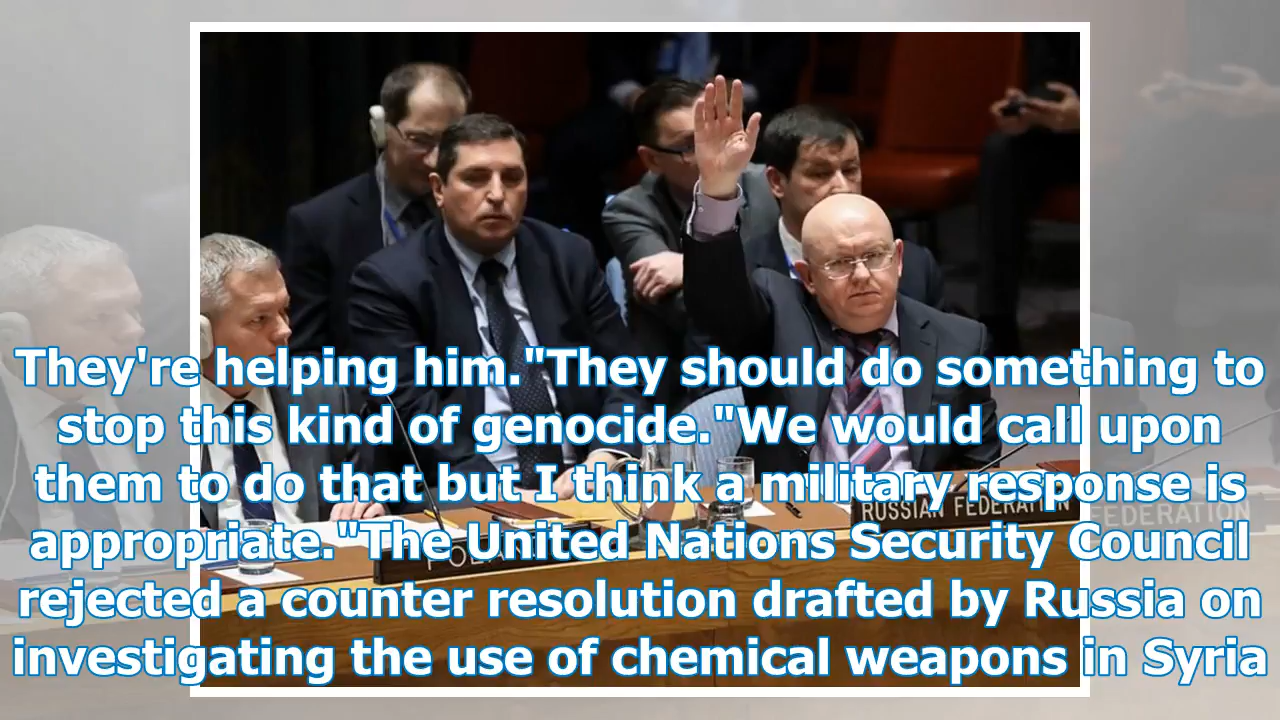 They're helping him."They should do something to
stop this kind of genocide."We would call upon
them to do that but I think a military response is
RUSSIAN FEDERATION
FEDERATION
appropriate."The United Nations Security Council
rejected a counter resolution drafted by Russia on
investigating the use of chemical weapons in Syria